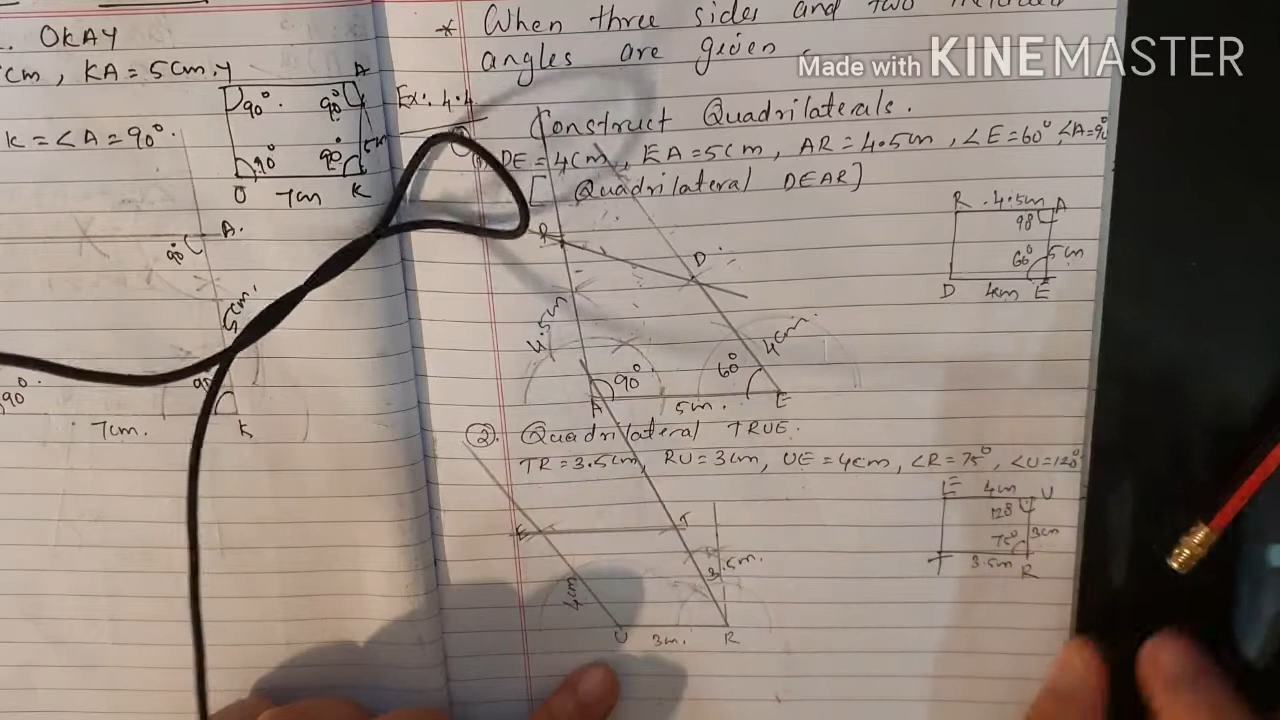 OKAY
cm, KA = 5cm, Y
K = ∠A = 90°.
90°. 90°
90° 90° 5cm
O 7cm K
A.
90°
5cm.
90°
90°.
7cm. K
* When three sides and two included
angles are given.
Made with KINEMASTER
Ex: 4.4
Construct Quadrilaterals.
DE = 4cm, EA = 5cm, AR = 4.5cm, ∠E = 60° ∠A = 90°
[ Quadrilateral DEAR ]
R 4.5cm A
90
60° 5cm
D 4cm E
R
D
4.5cm
4cm.
90° 60°
A 5cm. E
②. Quadrilateral TRUE.
TR = 3.5cm, RU = 3cm, UE = 4cm, ∠R = 75°, ∠U = 120°
E 4cm U
120
75° 3cm
T 3.5cm R
E T
3.5cm.
4cm
U 3cm. R